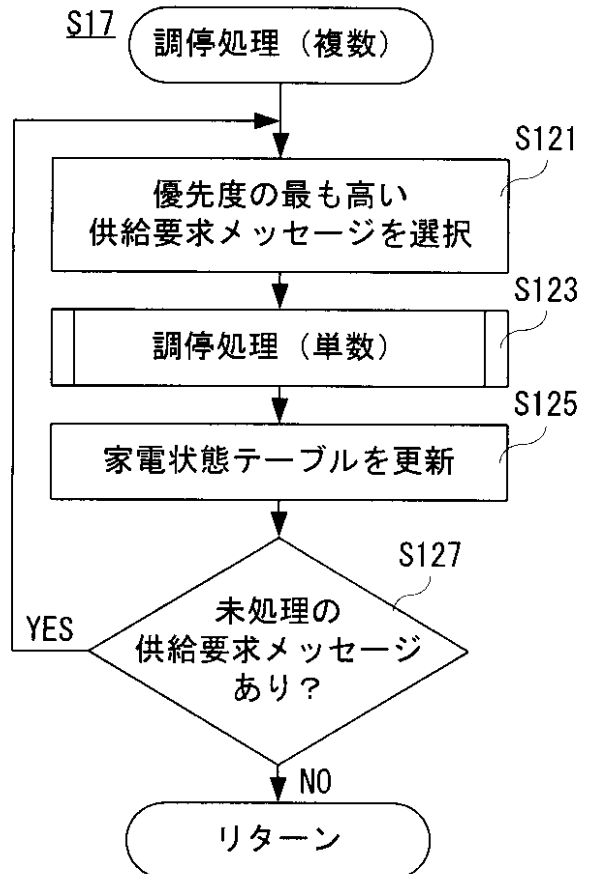 S17
調停処理（複数）
S121
優先度の最も高い
供給要求メッセージを選択
S123
調停処理（単数）
S125
家電状態テーブルを更新
S127
未処理の
供給要求メッセージ
あり？
YES
NO
リターン